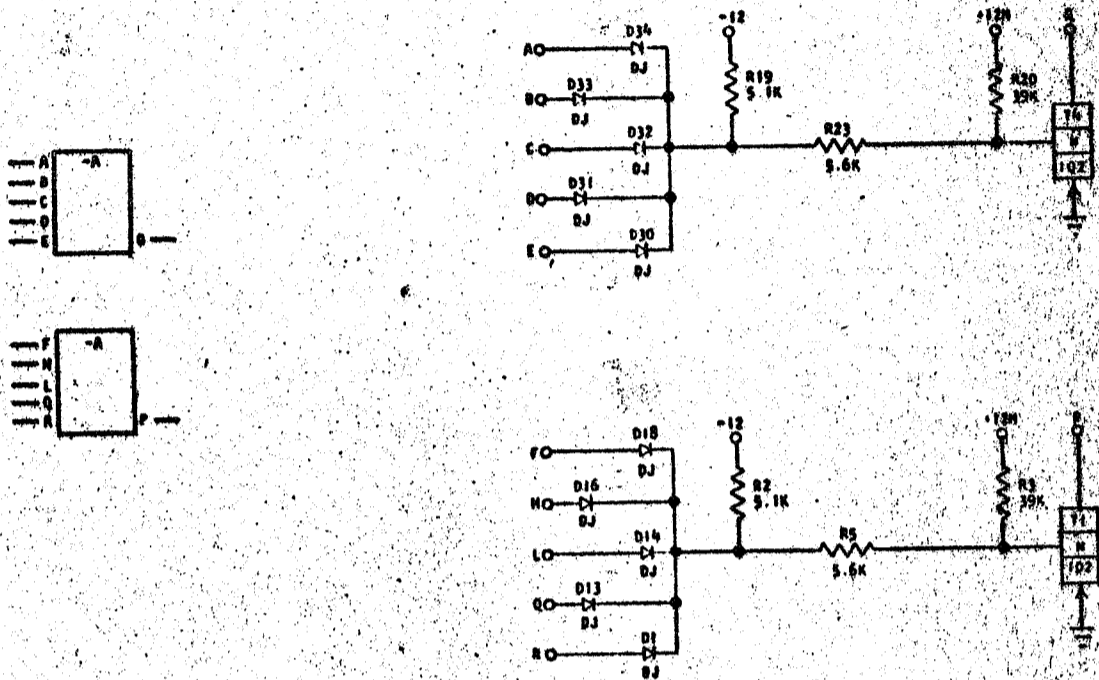 -A
A
B
C
D
E
-A
F
L
Q
R
P
A
D34
DJ
D33
DJ
C
D32
DJ
D
D31
DJ
E
D30
DJ
-12
R19
5.1K
R23
5.6K
+12M
R20
39K
102
F
D18
DJ
D16
DJ
L
D14
DJ
Q
D13
DJ
R
D1
DJ
-12
R2
5.1K
R5
5.6K
+12M
R3
39K
T1
N
102